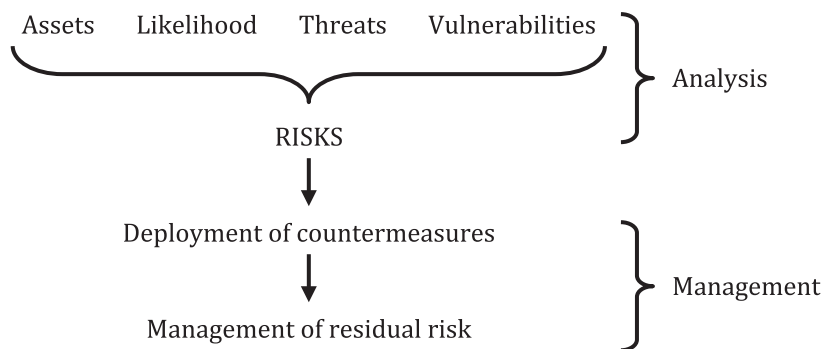 Assets Likelihood Threats Vulnerabilities
Analysis
RISKS
Deployment of countermeasures
Management
Management of residual risk